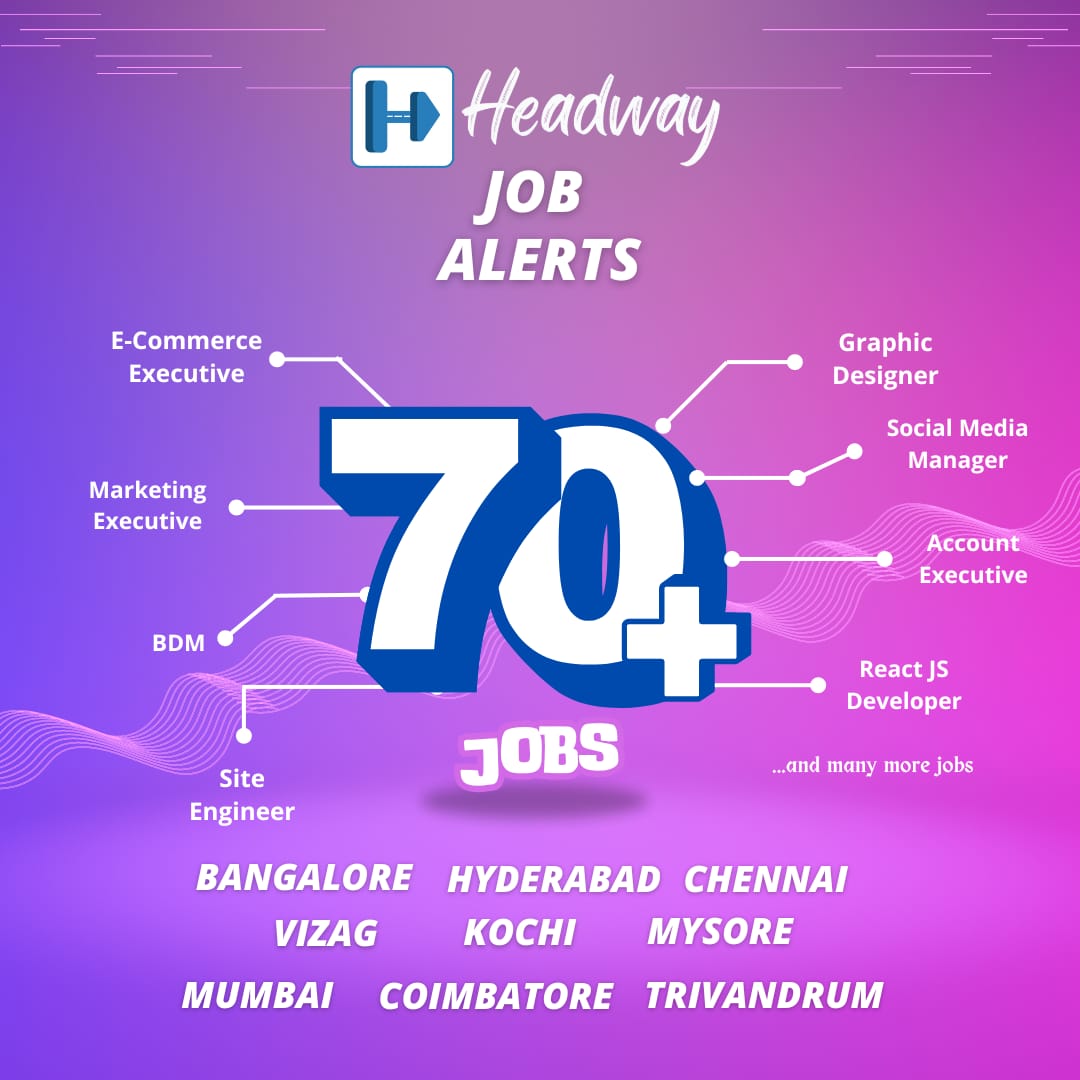 Headway
JOB
ALERTS
E-Commerce
Executive
Graphic
Designer
Social Media
Manager
Marketing
Executive
Account
Executive
BDM
React JS
Developer
Site
Engineer
70+
JOBS
...and many more jobs
BANGALORE HYDERABAD CHENNAI
VIZAG KOCHI MYSORE
MUMBAI COIMBATORE TRIVANDRUM